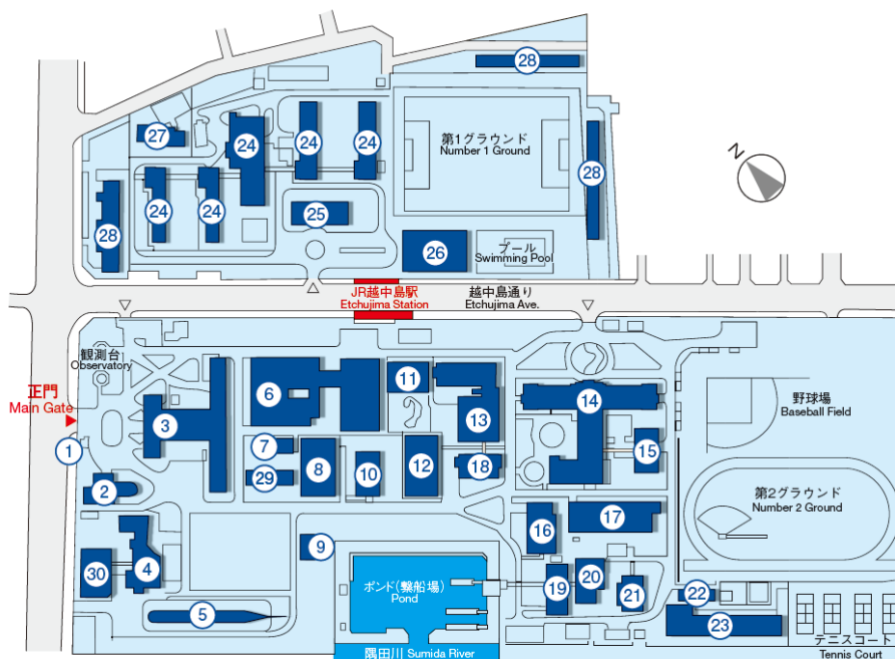 28
27
24
24
24
第1グラウンド
Number 1 Ground
N
28
24
24
25
28
26
プール
Swimming Pool
JR越中島駅
Etchujima Station
越中島通り
Etchujima Ave.
観測台
Observatory
正門
Main Gate
1
2
3
6
11
13
14
野球場
Baseball Field
7
29
8
10
12
18
15
第2グラウンド
Number 2 Ground
16
17
9
30
4
5
ポンド(繋船場)
Pond
19
20
21
22
23
隅田川 Sumida River
テニスコート
Tennis Court